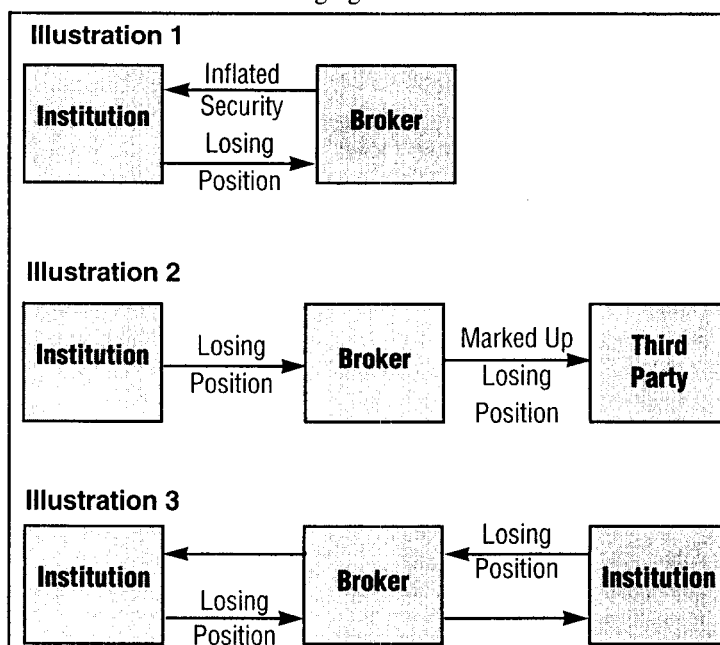 Illustration 1
Institution
Inflated
Security
Losing
Position
Broker
Illustration 2
Institution
Losing
Position
Broker
Marked Up
Losing
Position
Third
Party
Illustration 3
Institution
Losing
Position
Broker
Losing
Position
Institution